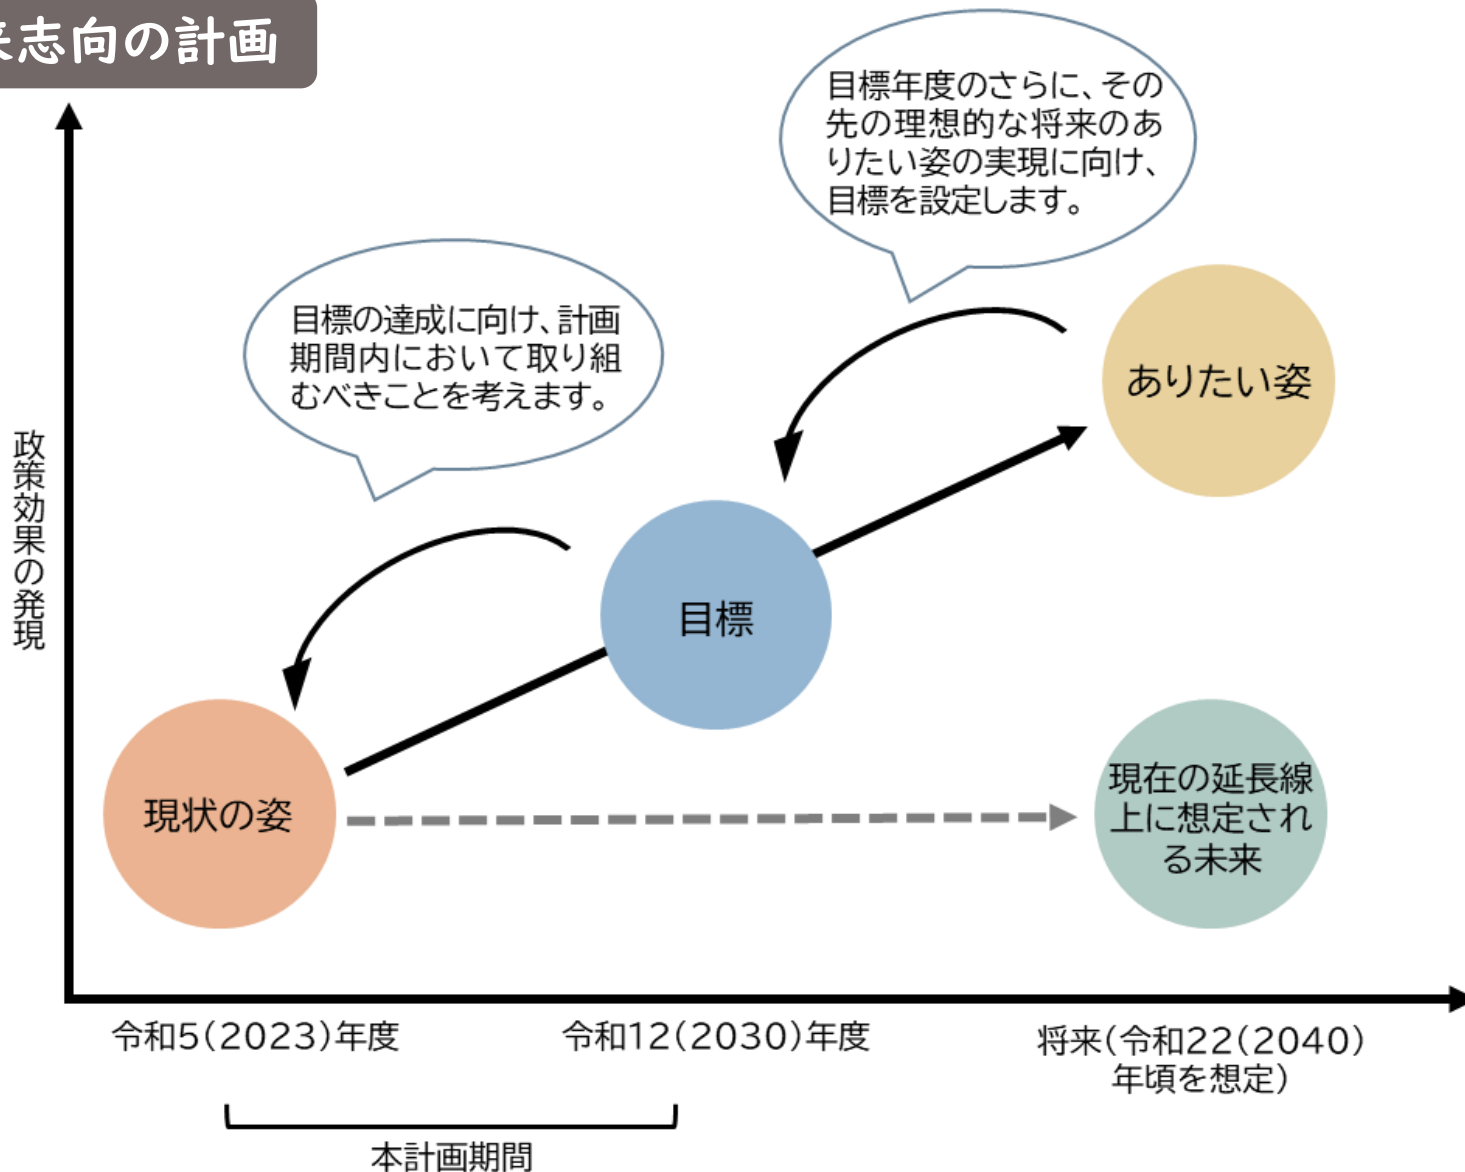 来志向の計画
目標年度のさらに、その
先の理想的な将来のあ
りたい姿の実現に向け、
目標を設定します。
目標の達成に向け、計画
期間内において取り組
むべきことを考えます。
ありたい姿
政策効果の発現
目標
現状の姿
現在の延長線
上に想定され
る未来
令和5(2023)年度
令和12(2030)年度
将来(令和22(2040)
年頃を想定)
本計画期間